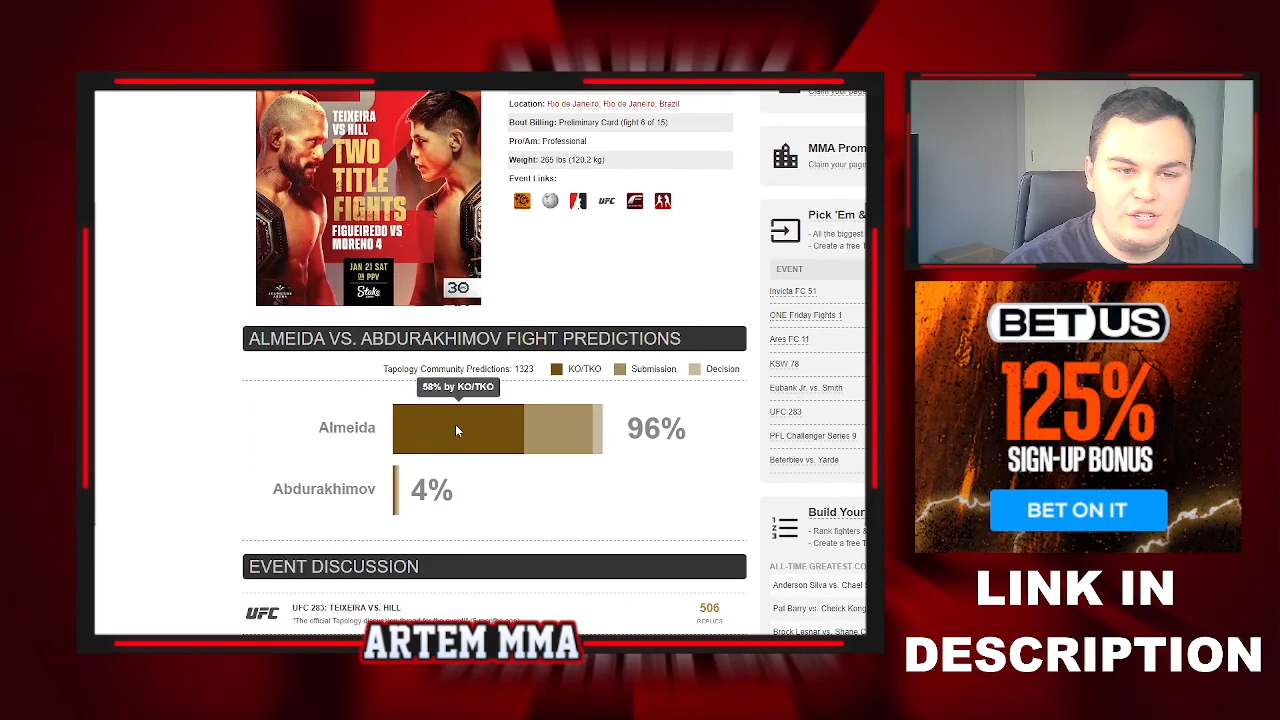 TEIXEIRA
VS HILL
TWO
TITLE
FIGHTS
FIGUEIREDO VS
MORENO 4
JAN 21 SAT
ON PPV
JEUNESSE
ARENA
Stake
30
Location: Rio de Janeiro, Rio de Janeiro, Brazil
Bout Billing: Preliminary Card (fight 6 of 15)
Pro/Am: Professional
Weight: 265 lbs (120.2 kg)
Event Links:
UFC
Claim your page
MMA Prom
Claim your page
Pick 'Em &
- All the biggest
- Create a free T
EVENT
Invicta FC 51
ONE Friday Fights 1
Ares FC 11
KSW 78
Eubank Jr. vs. Smith
UFC 283
PFL Challenger Series 9
Beterbiev vs. Yarde
Build Your
- Rank fighters &
- Create a free T
ALL-TIME GREATEST CO
Anderson Silva vs. Chael S
Pat Barry vs. Cheick Kong
Brock Lesnar vs. Shane C
ALMEIDA VS. ABDURAKHIMOV FIGHT PREDICTIONS
Tapology Community Predictions: 1323
KO/TKO
Submission
Decision
58% by KO/TKO
Almeida
96%
Abdurakhimov
4%
EVENT DISCUSSION
UFC
UFC 283: TEIXEIRA VS. HILL
506
REPLIES
ARTEM MMA
BETUS
125%
SIGN-UP BONUS
BET ON IT
LINK IN
DESCRIPTION